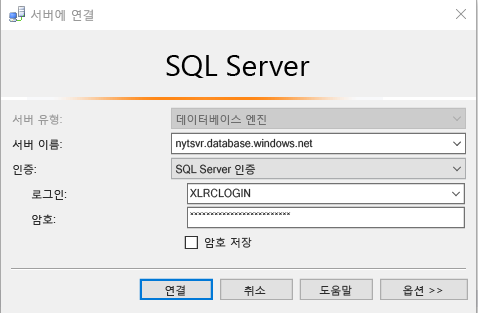 서버에 연결
SQL Server
서버 유형: 데이터베이스 엔진
서버 이름: nytsvr.database.windows.net
인증: SQL Server 인증
로그인: XLRCLOGIN
암호: ************************
암호 저장
연결 취소 도움말 옵션 >>